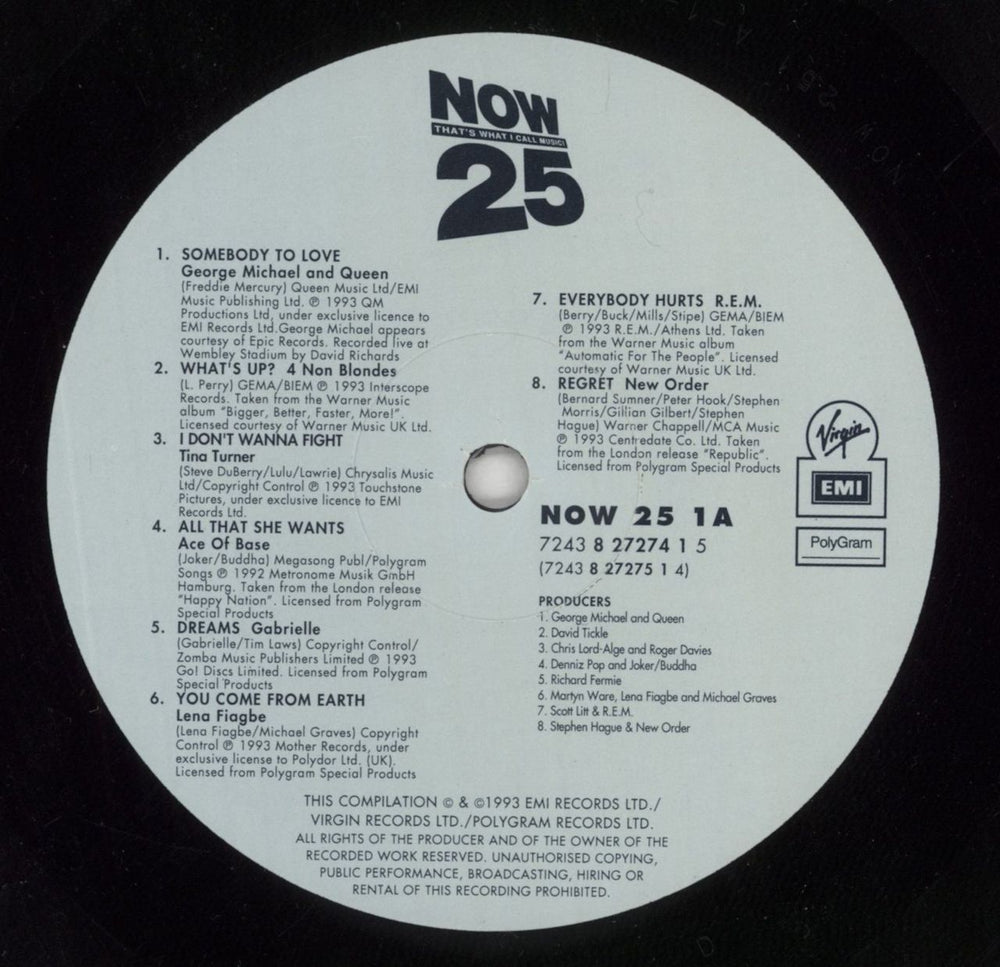 NOW
THAT'S WHAT I CALL MUSIC!
25
1. SOMEBODY TO LOVE
George Michael and Queen
(Freddie Mercury) Queen Music Ltd/EMI
Music Publishing Ltd. ℗ 1993 QM
Productions Ltd, under exclusive licence to
EMI Records Ltd.George Michael appears
courtesy of Epic Records. Recorded live at
Wembley Stadium by David Richards
2. WHAT'S UP? 4 Non Blondes
(L. Perry) GEMA/BIEM ℗ 1993 Interscope
Records. Taken from the Warner Music
album "Bigger, Better, Faster, More!".
Licensed courtesy of Warner Music UK Ltd.
3. I DON'T WANNA FIGHT
Tina Turner
(Steve DuBerry/Lulu/Lawrie) Chrysalis Music
Ltd/Copyright Control ℗ 1993 Touchstone
Pictures, under exclusive licence to EMI
Records Ltd.
4. ALL THAT SHE WANTS
Ace Of Base
(Joker/Buddha) Megasong Publ/Polygram
Songs ℗ 1992 Metronome Musik GmbH
Hamburg. Taken from the London release
"Happy Nation". Licensed from Polygram
Special Products
5. DREAMS Gabrielle
(Gabrielle/Tim Laws) Copyright Control/
Zomba Music Publishers Limited ℗ 1993
Go! Discs Limited. Licensed from Polygram
Special Products
6. YOU COME FROM EARTH
Lena Fiagbe
(Lena Fiagbe/Michael Graves) Copyright
Control ℗ 1993 Mother Records, under
exclusive license to Polydor Ltd. (UK).
Licensed from Polygram Special Products
7. EVERYBODY HURTS R.E.M.
(Berry/Buck/Mills/Stipe) GEMA/BIEM
℗ 1993 R.E.M./Athens Ltd. Taken
from the Warner Music album
"Automatic For The People". Licensed
courtesy of Warner Music UK Ltd.
8. REGRET New Order
(Bernard Sumner/Peter Hook/Stephen
Morris/Gillian Gilbert/Stephen
Hague) Warner Chappell/MCA Music
℗ 1993 Centredate Co. Ltd. Taken
from the London release "Republic".
Licensed from Polygram Special Products
Virgin
EMI
PolyGram
NOW 25 1A
7243 8 27274 1 5
(7243 8 27275 1 4)
PRODUCERS
1. George Michael and Queen
2. David Tickle
3. Chris Lord-Alge and Roger Davies
4. Denniz Pop and Joker/Buddha
5. Richard Fermie
6. Martyn Ware, Lena Fiagbe and Michael Graves
7. Scott Litt & R.E.M.
8. Stephen Hague & New Order
THIS COMPILATION © & ©1993 EMI RECORDS LTD./
VIRGIN RECORDS LTD./POLYGRAM RECORDS LTD.
ALL RIGHTS OF THE PRODUCER AND OF THE OWNER OF THE
RECORDED WORK RESERVED. UNAUTHORISED COPYING,
PUBLIC PERFORMANCE, BROADCASTING, HIRING OR
RENTAL OF THIS RECORDING PROHIBITED.